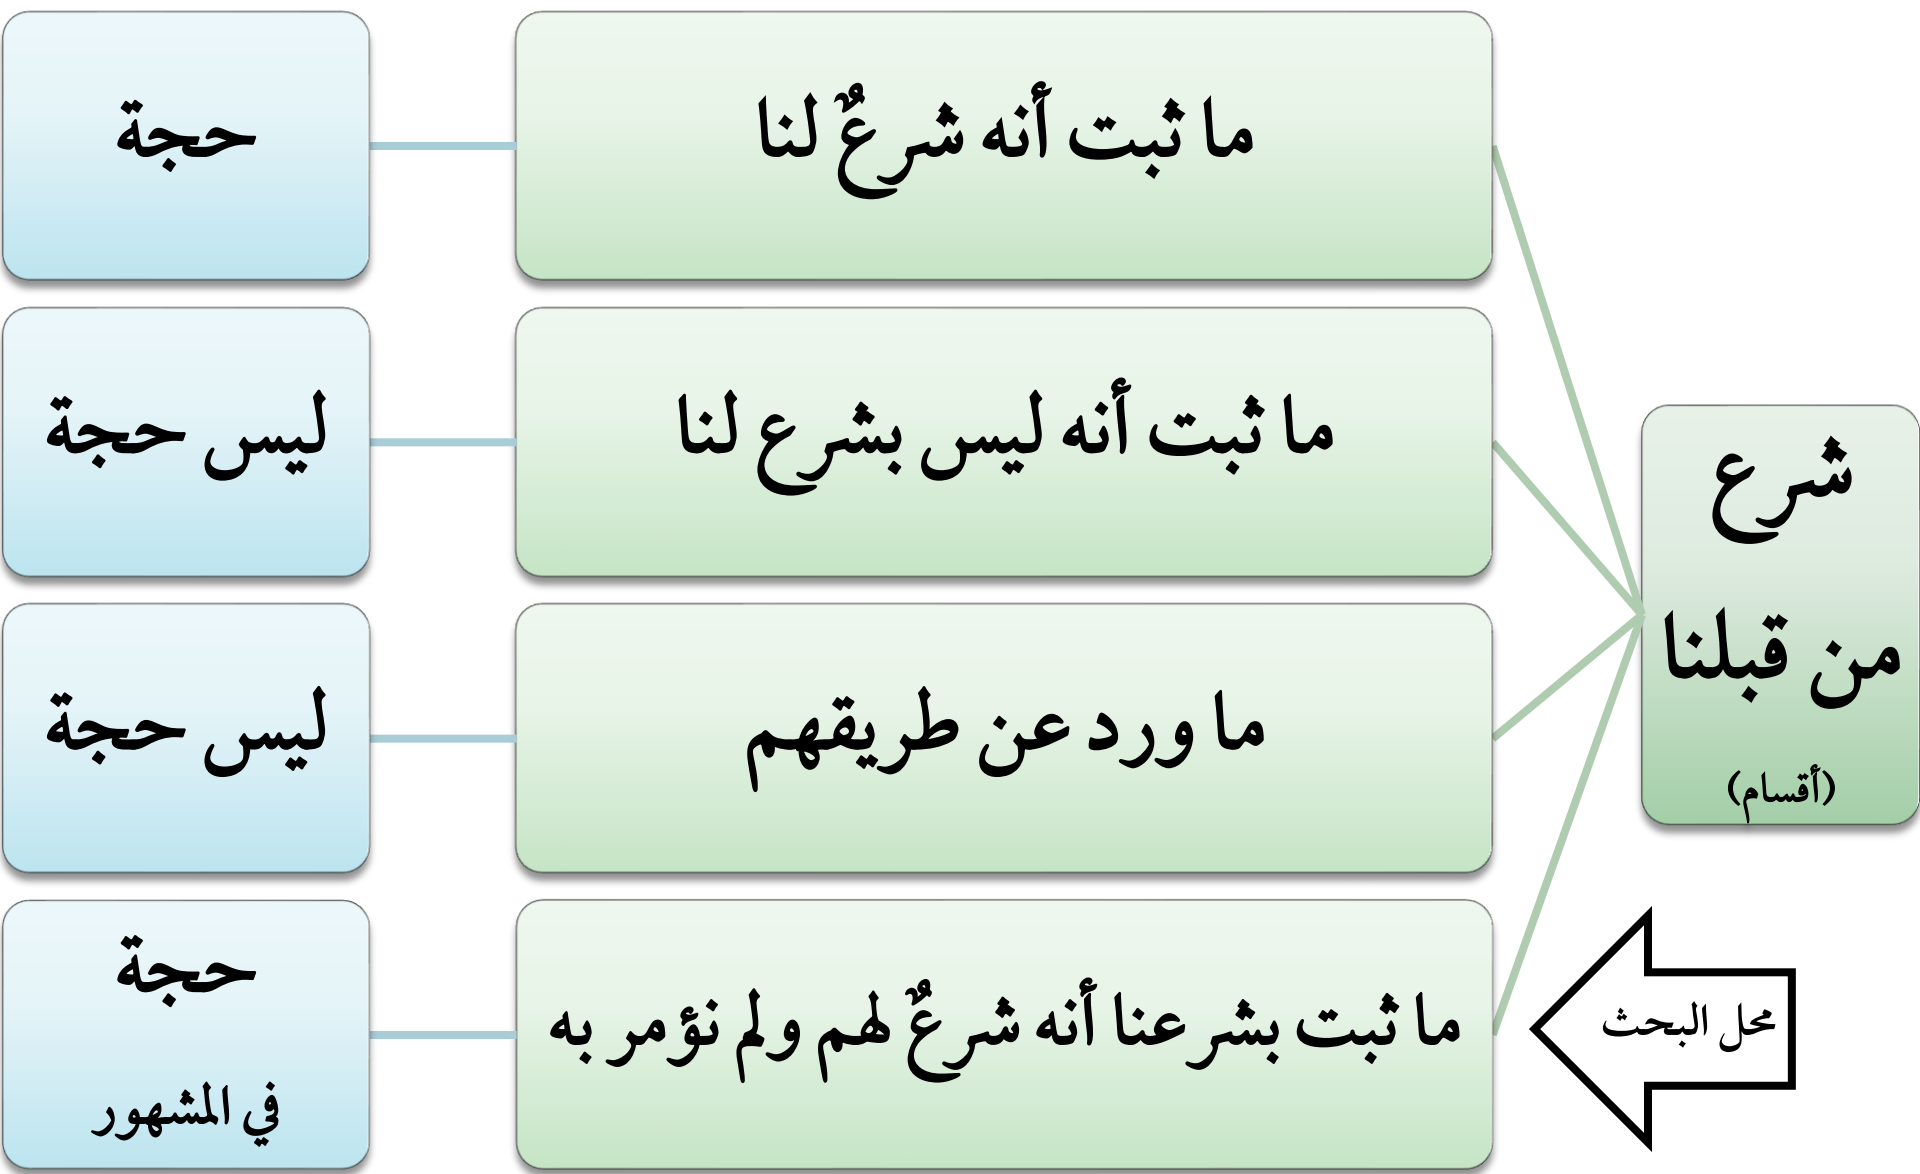 شرع
من قبلنا
(أقسام)
ما ثبت أنه شرعٌ لنا
حجة
ما ثبت أنه ليس بشرع لنا
ليس حجة
ما ورد عن طريقهم
ليس حجة
محل البحث
ما ثبت بشرعنا أنه شرعٌ لهم ولم نؤمر به
حجة
في المشهور